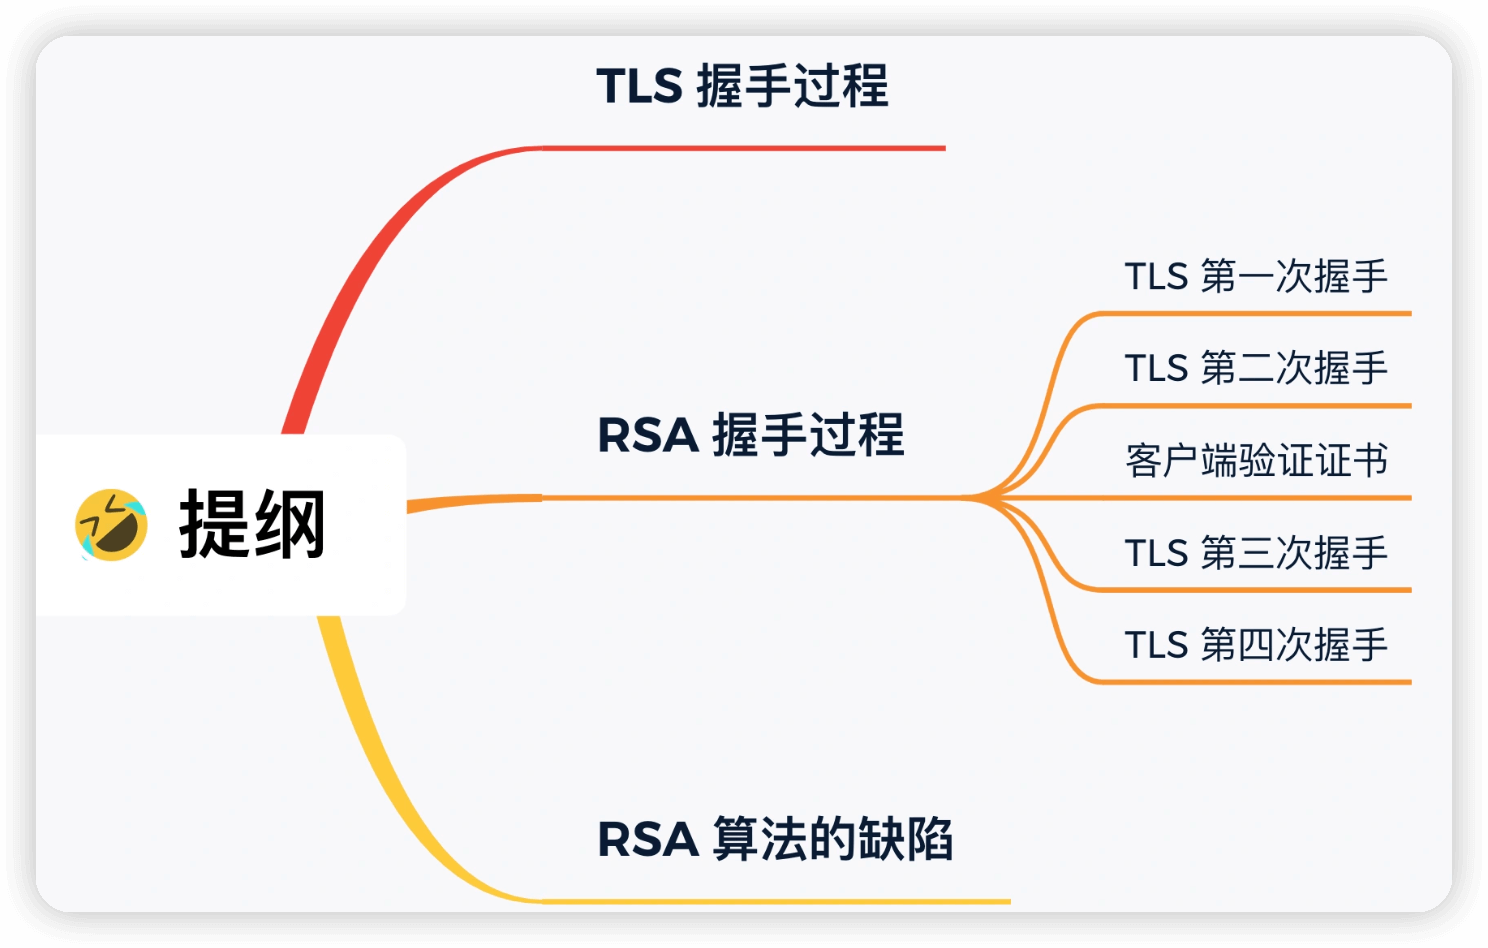 TLS 握手过程
TLS 第一次握手
TLS 第二次握手
RSA 握手过程
客户端验证证书
提纲
TLS 第三次握手
TLS 第四次握手
RSA 算法的缺陷